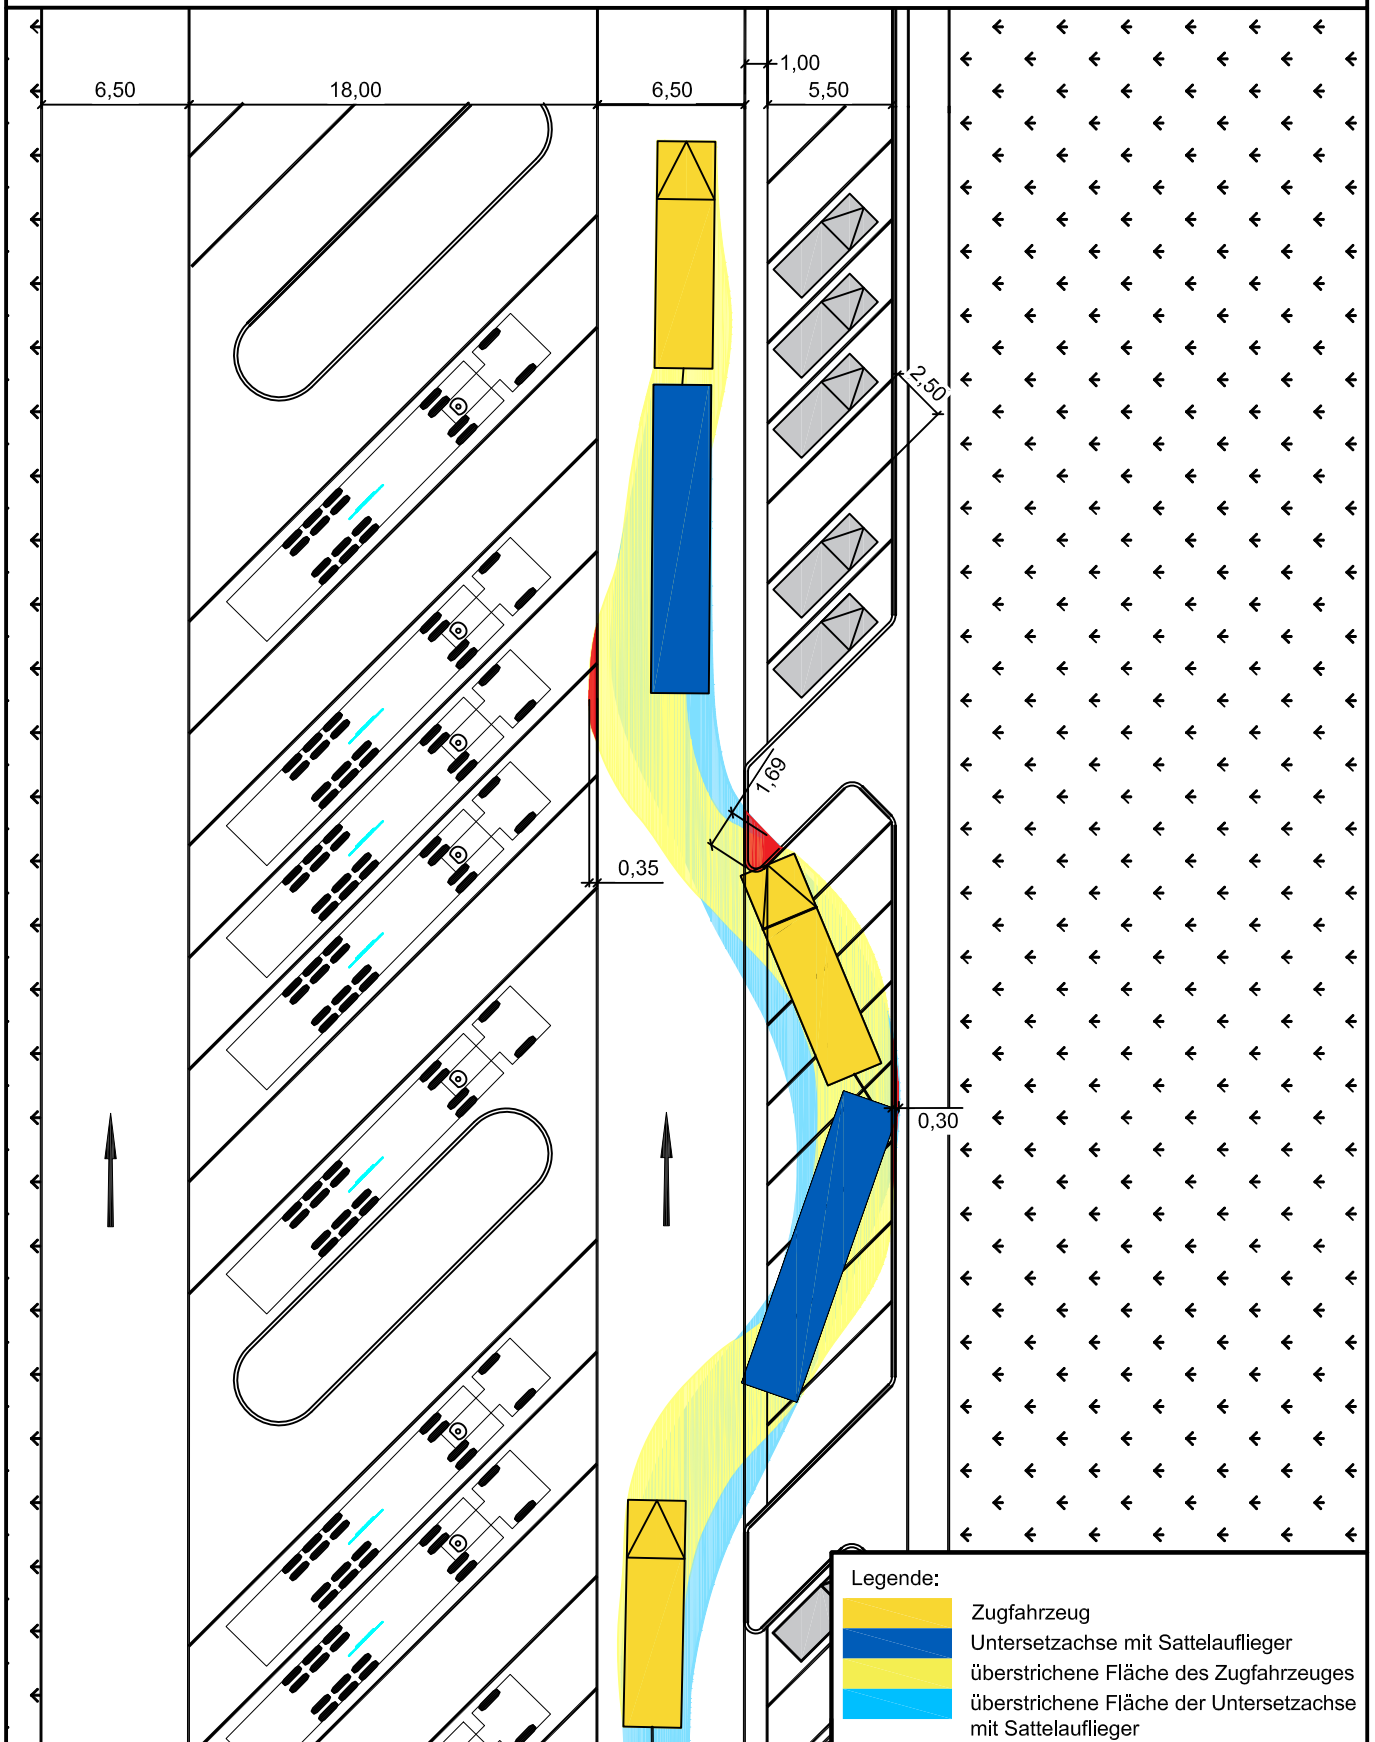 1,00
6,50
18,00
6,50
5,50
2,50
1,69
0,35
0,30
Legende:
Zugfahrzeug
Untersetzachse mit Sattelauflieger
überstrichene Fläche des Zugfahrzeuges
überstrichene Fläche der Untersetzachse
mit Sattelauflieger